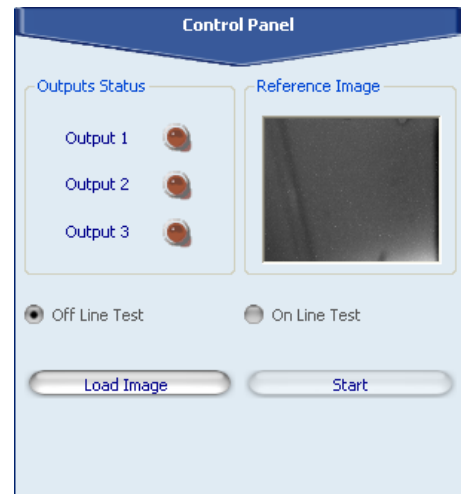 Control Panel
Outputs Status
Reference Image
Output 1
Output 2
Output 3
Off Line Test
On Line Test
Load Image
Start